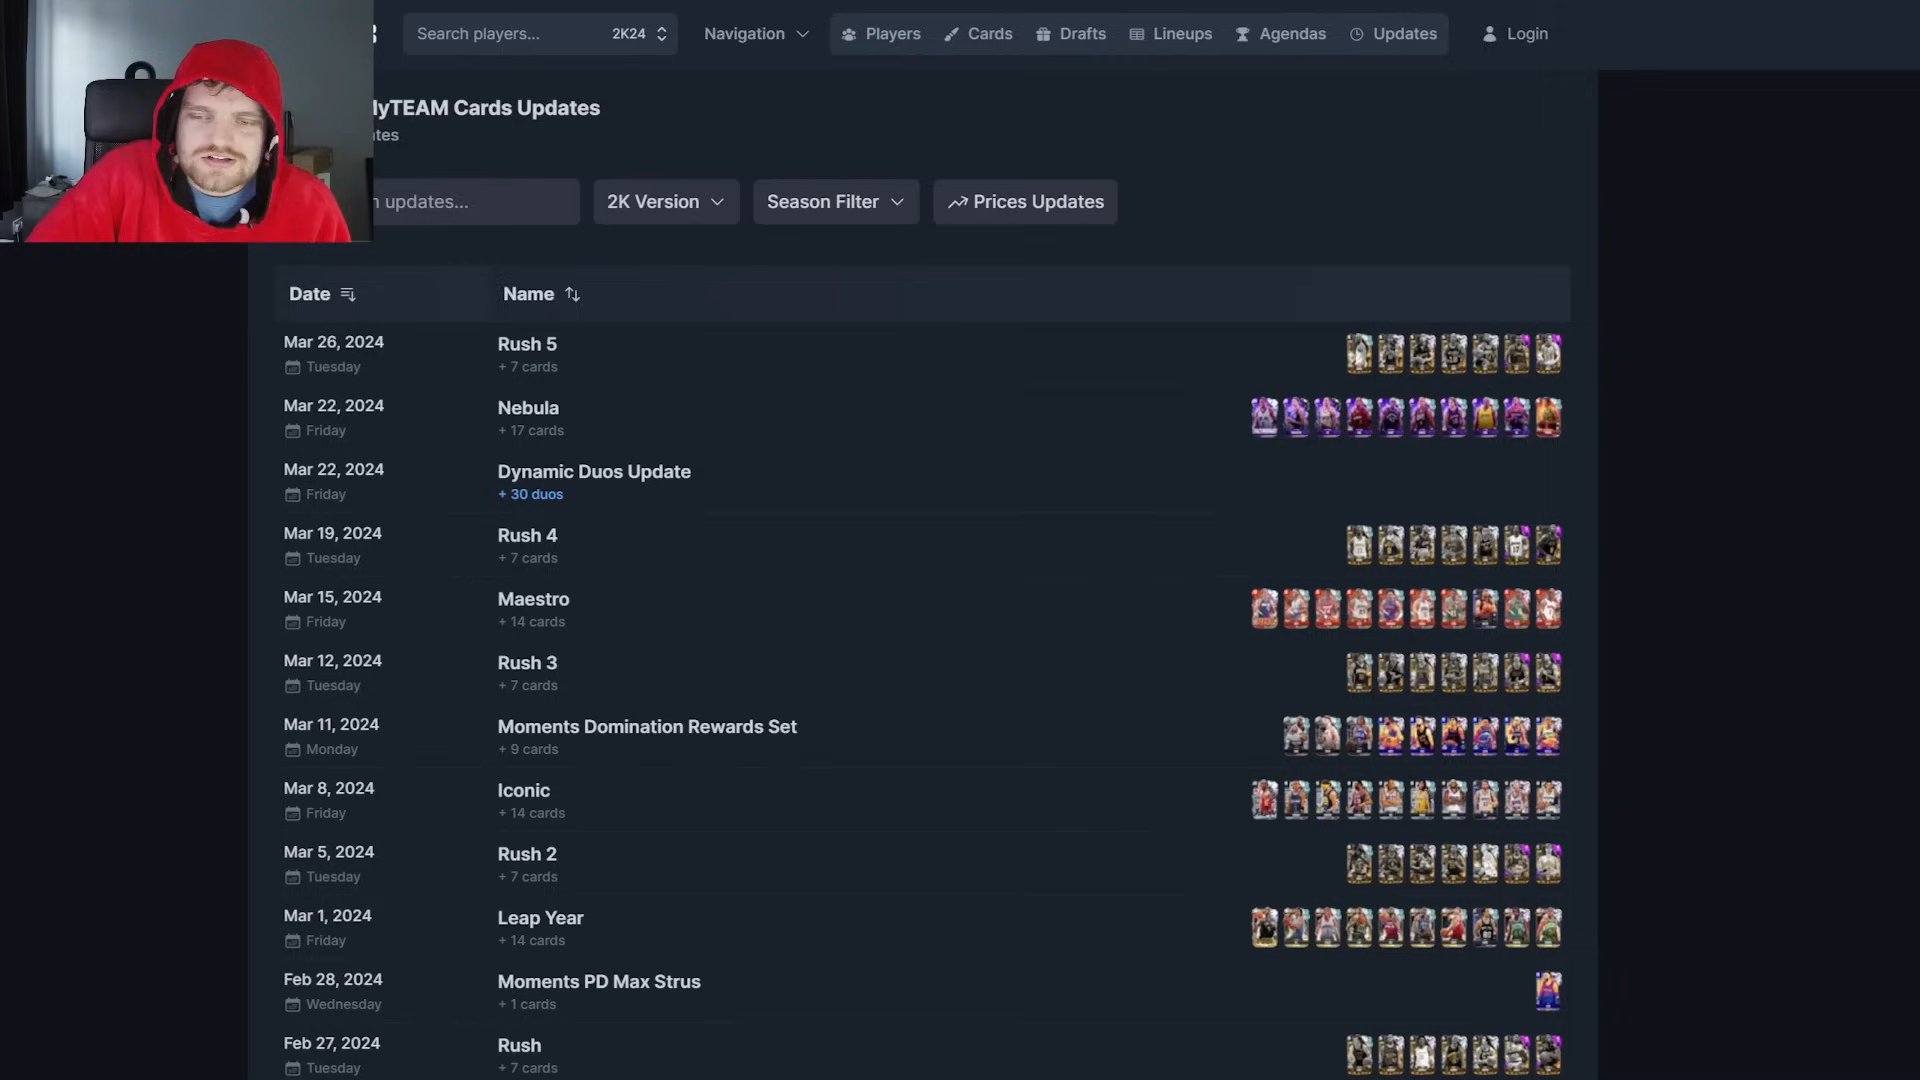 Search players... 2K24 Navigation Players Cards Drafts Lineups Agendas Updates Login
MyTEAM Cards Updates
updates...
2K Version Season Filter Prices Updates
Date Name
Mar 26, 2024 Rush 5
Tuesday + 7 cards
Mar 22, 2024 Nebula
Friday + 17 cards
Mar 22, 2024 Dynamic Duos Update
Friday + 30 duos
Mar 19, 2024 Rush 4
Tuesday + 7 cards
Mar 15, 2024 Maestro
Friday + 14 cards
Mar 12, 2024 Rush 3
Tuesday + 7 cards
Mar 11, 2024 Moments Domination Rewards Set
Monday + 9 cards
Mar 8, 2024 Iconic
Friday + 14 cards
Mar 5, 2024 Rush 2
Tuesday + 7 cards
Mar 1, 2024 Leap Year
Friday + 14 cards
Feb 28, 2024 Moments PD Max Strus
Wednesday + 1 cards
Feb 27, 2024 Rush
Tuesday + 7 cards